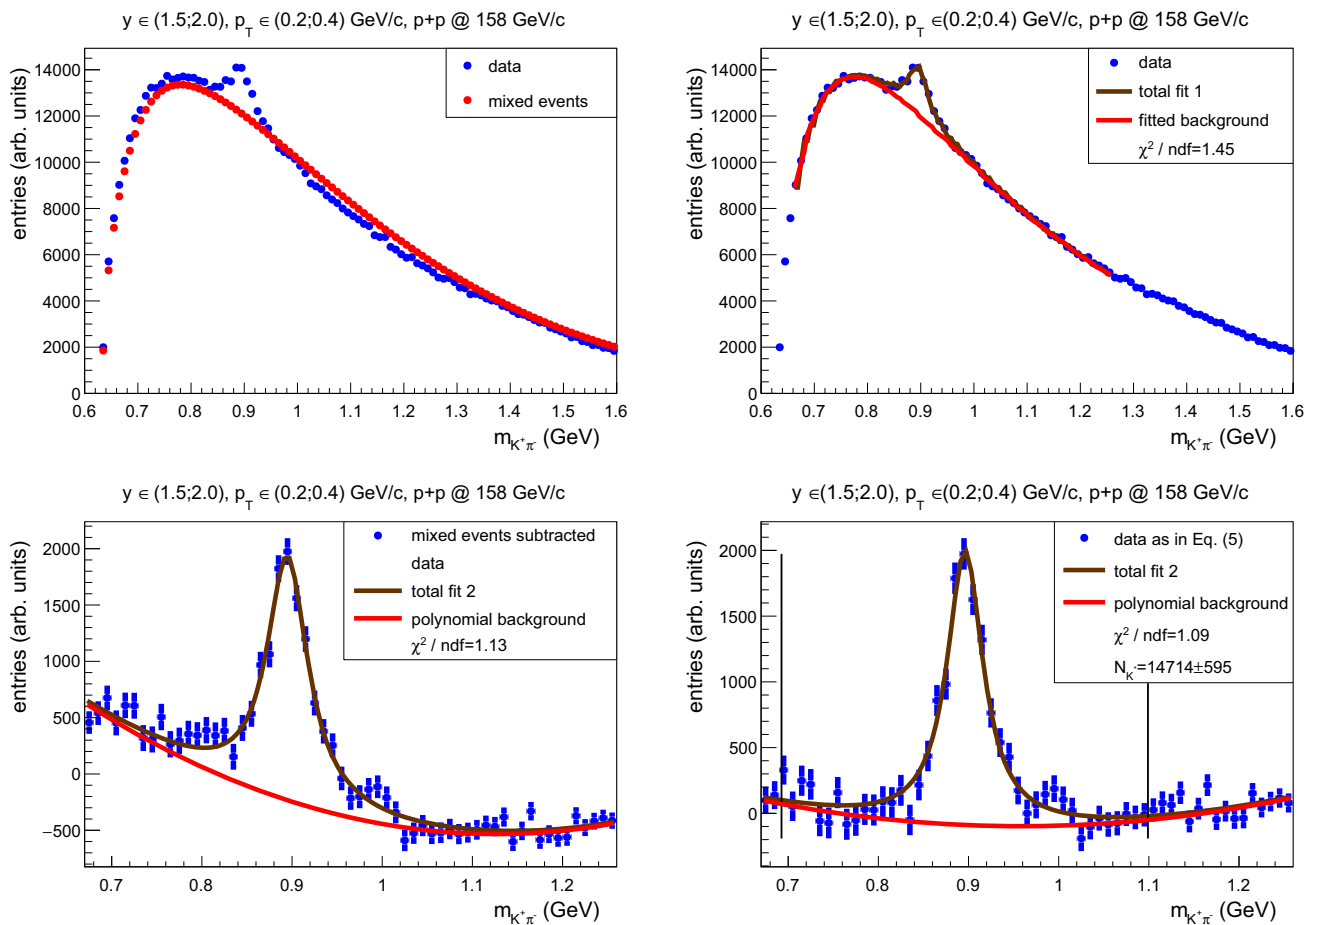 y ∈ (1.5;2.0), p_T ∈ (0.2;0.4) GeV/c, p+p @ 158 GeV/c
entries (arb. units)
14000
12000
10000
8000
6000
4000
2000
0
data
mixed events
0.6 0.7 0.8 0.9 1 1.1 1.2 1.3 1.4 1.5 1.6
m_{K⁺π⁻} (GeV)
y ∈ (1.5;2.0), p_T ∈ (0.2;0.4) GeV/c, p+p @ 158 GeV/c
entries (arb. units)
14000
12000
10000
8000
6000
4000
2000
0
data
total fit 1
fitted background
χ² / ndf=1.45
0.6 0.7 0.8 0.9 1 1.1 1.2 1.3 1.4 1.5 1.6
m_{K⁺π⁻} (GeV)
y ∈ (1.5;2.0), p_T ∈ (0.2;0.4) GeV/c, p+p @ 158 GeV/c
entries (arb. units)
2000
1500
1000
500
0
−500
mixed events subtracted
data
total fit 2
polynomial background
χ² / ndf=1.13
0.7 0.8 0.9 1 1.1 1.2
m_{K⁺π⁻} (GeV)
y ∈(1.5;2.0), p_T ∈(0.2;0.4) GeV/c, p+p @ 158 GeV/c
entries (arb. units)
2000
1500
1000
500
0
data as in Eq. (5)
total fit 2
polynomial background
χ² / ndf=1.09
N_{K*}=14714±595
0.7 0.8 0.9 1 1.1 1.2
m_{K⁺π⁻} (GeV)